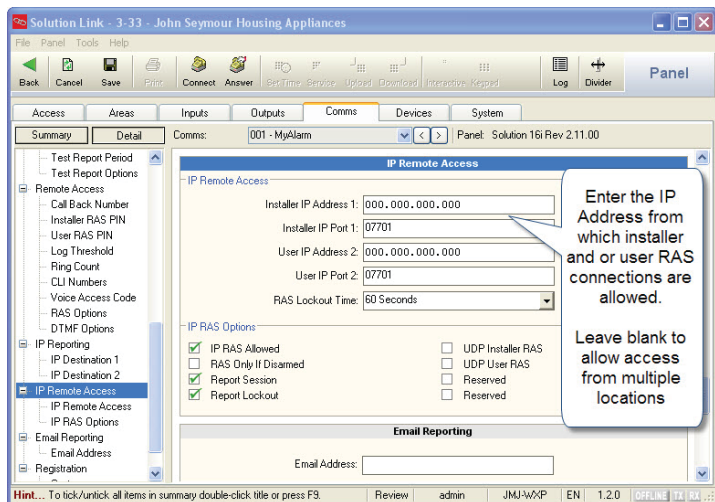 Solution Link - 3-33 - John Seymour Housing Appliances
File Panel Tools Help
Back Cancel Save Print Connect Answer Set Time Service Upload Download Interactive Keypad Log Divider Panel
Access Areas Inputs Outputs Comms Devices System
Summary Detail Comms: 001 - MyAlarm < > Panel: Solution 16i Rev 2.11.00
Test Report Period
Test Report Options
Remote Access
Call Back Number
Installer RAS PIN
User RAS PIN
Log Threshold
Ring Count
CLI Numbers
Voice Access Code
RAS Options
DTMF Options
IP Reporting
IP Destination 1
IP Destination 2
IP Remote Access
IP Remote Access
IP RAS Options
Email Reporting
Email Address
Registration
IP Remote Access
IP Remote Access
Installer IP Address 1: 000.000.000.000
Installer IP Port 1: 07701
User IP Address 2: 000.000.000.000
User IP Port 2: 07701
RAS Lockout Time: 60 Seconds
IP RAS Options
IP RAS Allowed UDP Installer RAS
RAS Only If Disarmed UDP User RAS
Report Session Reserved
Report Lockout Reserved
Email Reporting
Email Address:
Enter the IP
Address from
which installer
and or user RAS
connections are
allowed.
Leave blank to
allow access
from multiple
locations
Hint... To tick/untick all items in summary double-click title or press F9. Review admin JMJ-WXP EN 1.2.0 OFFLINE TX RX